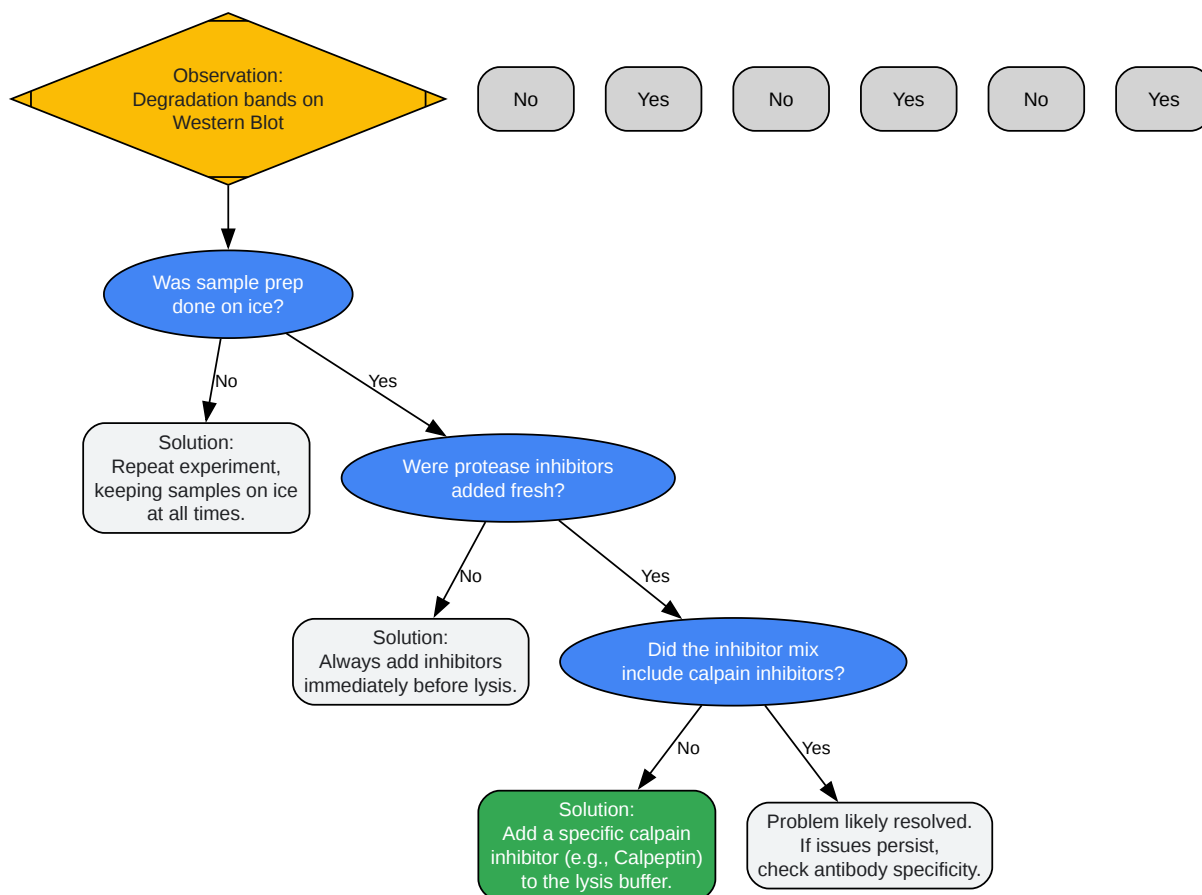 Observation:
Degradation bands on
Western Blot
No
Yes
No
Yes
No
Yes
Was sample prep
done on ice?
No
Yes
Solution:
Repeat experiment,
keeping samples on ice
at all times.
Were protease inhibitors
added fresh?
No
Yes
Solution:
Always add inhibitors
immediately before lysis.
Did the inhibitor mix
include calpain inhibitors?
No
Yes
Solution:
Add a specific calpain
inhibitor (e.g., Calpeptin)
to the lysis buffer.
Problem likely resolved.
If issues persist,
check antibody specificity.